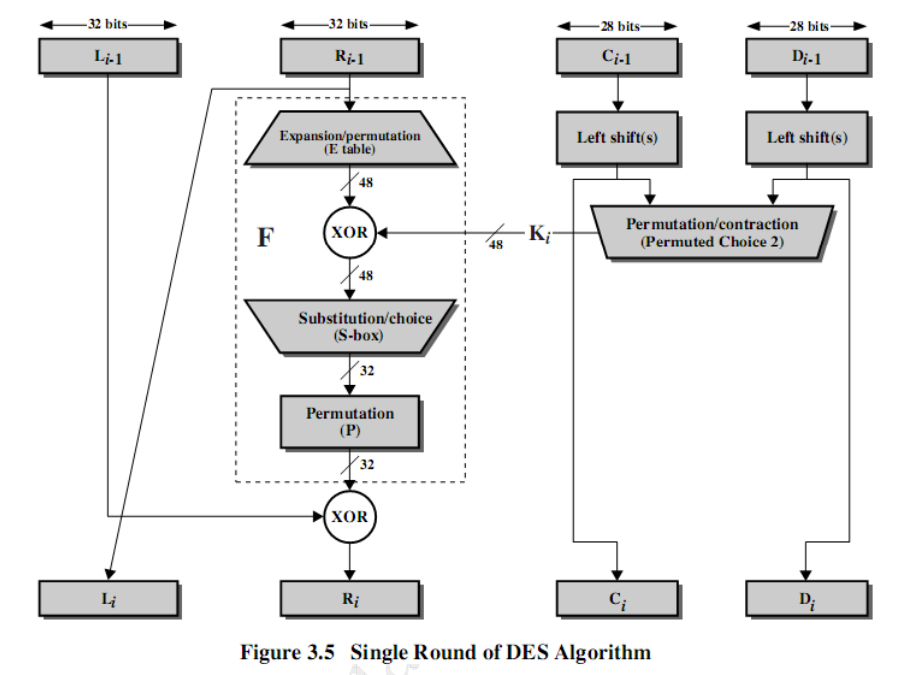 32 bits
32 bits
28 bits
28 bits
Li-1
Ri-1
Ci-1
Di-1
Expansion/permutation
(E table)
Left shift(s)
Left shift(s)
48
F
XOR
48
Ki
Permutation/contraction
(Permuted Choice 2)
48
Substitution/choice
(S-box)
32
Permutation
(P)
32
XOR
Li
Ri
Ci
Di
Figure 3.5 Single Round of DES Algorithm